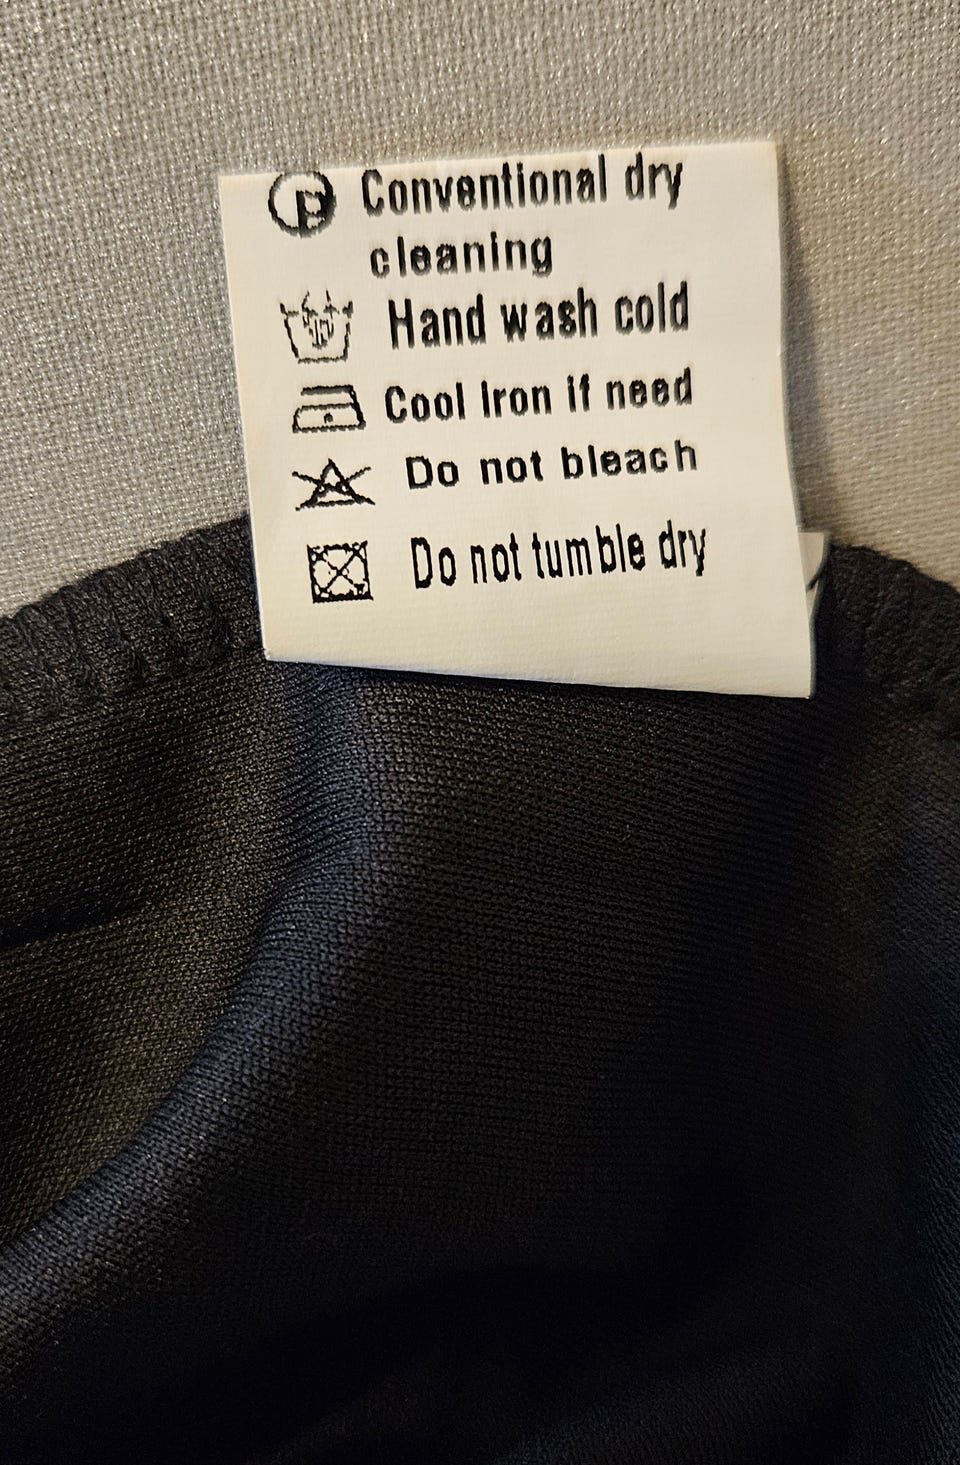 P Conventional dry
cleaning
Hand wash cold
Cool Iron if need
Do not bleach
Do not tumble dry